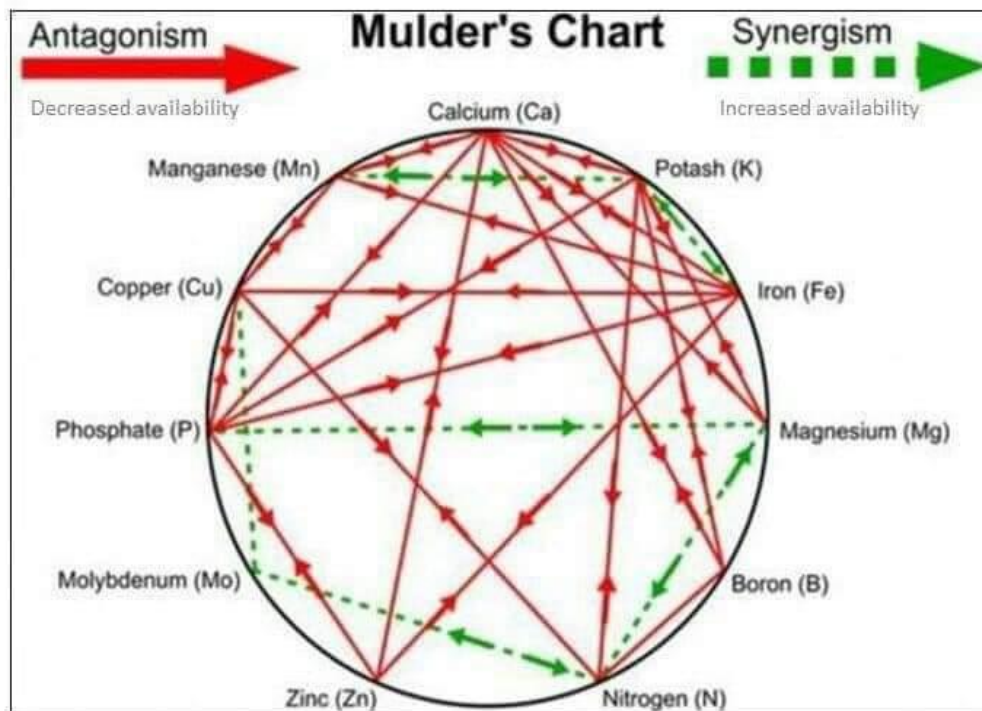 Mulder's Chart
Antagonism
Decreased availability
Synergism
Increased availability
Calcium (Ca)
Manganese (Mn)
Potash (K)
Copper (Cu)
Iron (Fe)
Phosphate (P)
Magnesium (Mg)
Molybdenum (Mo)
Boron (B)
Zinc (Zn)
Nitrogen (N)